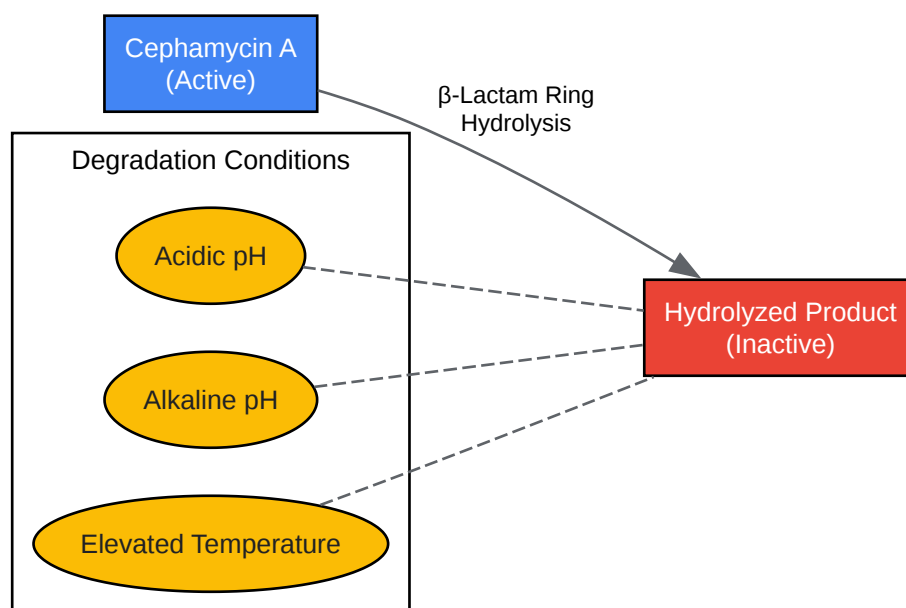 Cephamycin A
(Active)
β-Lactam Ring
Hydrolysis
Degradation Conditions
Acidic pH
Alkaline pH
Elevated Temperature
Hydrolyzed Product
(Inactive)